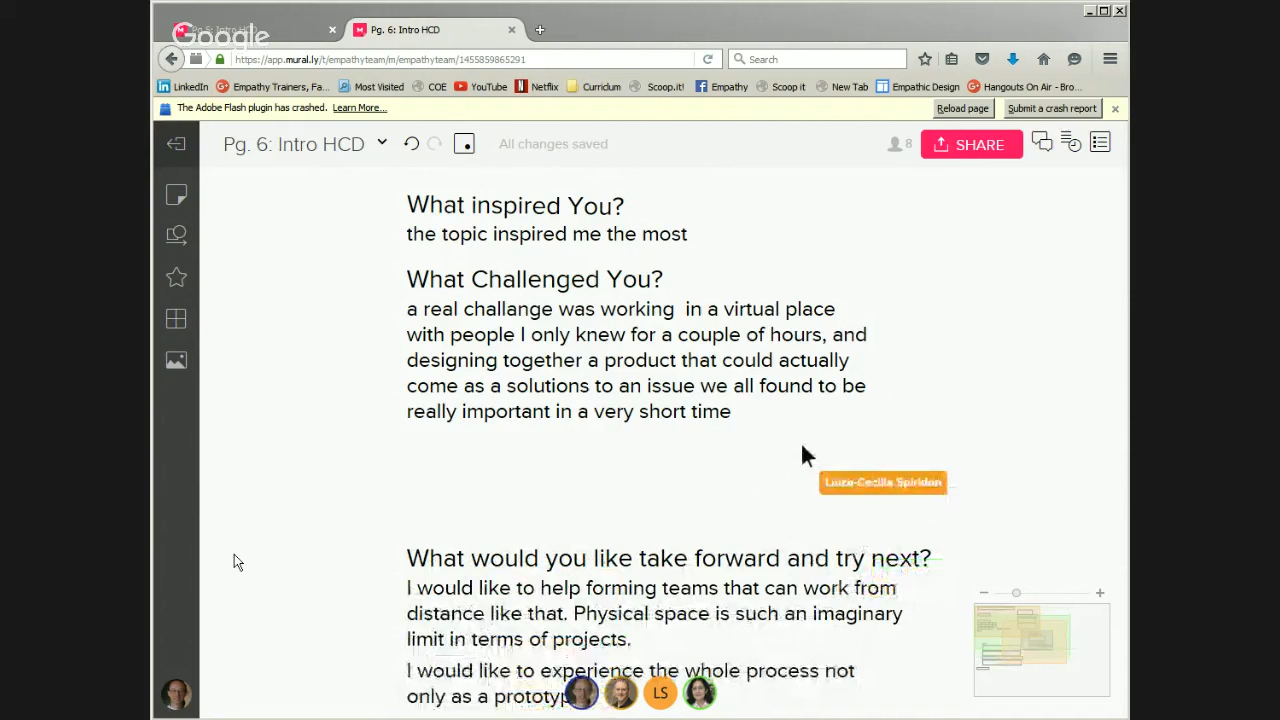 Pg. 5: Intro HCD
Google
Pg. 6: Intro HCD
https://app.mural.ly/t/empathyteam/m/empathyteam/1455859865291
Search
LinkedIn Empathy Trainers, Fa... Most Visited COE YouTube Netflix Curridum Scoop.it! Empathy Scoop it New Tab Empathic Design Hangouts On Air - Bro...
The Adobe Flash plugin has crashed. Learn More... Reload page Submit a crash report
Pg. 6: Intro HCD All changes saved 8 SHARE
What inspired You?
the topic inspired me the most
What Challenged You?
a real challange was working in a virtual place
with people I only knew for a couple of hours, and
designing together a product that could actually
come as a solutions to an issue we all found to be
really important in a very short time
Luiza-Cecilia Spiridon
What would you like take forward and try next?
I would like to help forming teams that can work from
distance like that. Physical space is such an imaginary
limit in terms of projects.
I would like to experience the whole process not
only as a prototyp
LS